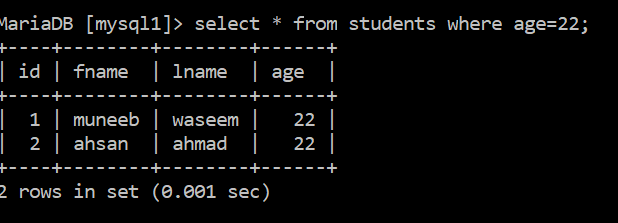 MariaDB [mysql1]> select * from students where age=22;
+----+--------+--------+------+
| id | fname  | lname  | age  |
+----+--------+--------+------+
|  1 | muneeb | waseem |   22 |
|  2 | ahsan  | ahmad  |   22 |
+----+--------+--------+------+
2 rows in set (0.001 sec)